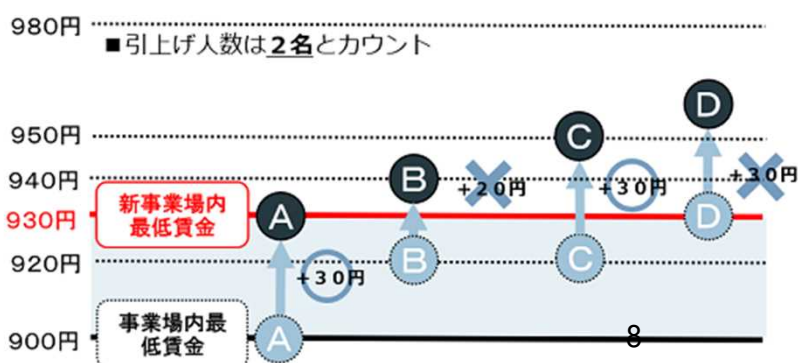 980円
■引上げ人数は2名とカウント
D
950円
C
940円
B
+20円
+30円
+30円
新事業場内
最低賃金
930円
A
D
920円
+30円
B
C
事業場内最
低賃金
900円
A
8